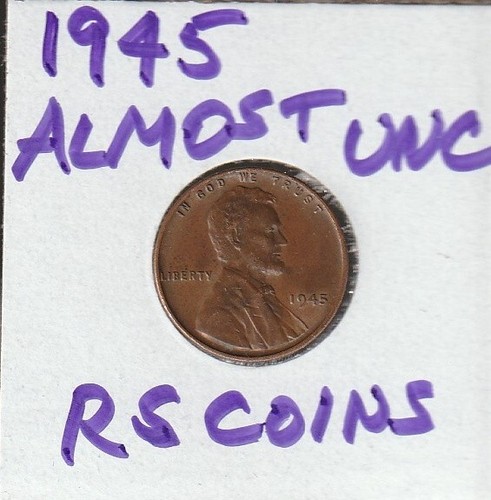 1945
ALMOST UNC
IN GOD WE TRUST
LIBERTY 1945
RS COINS